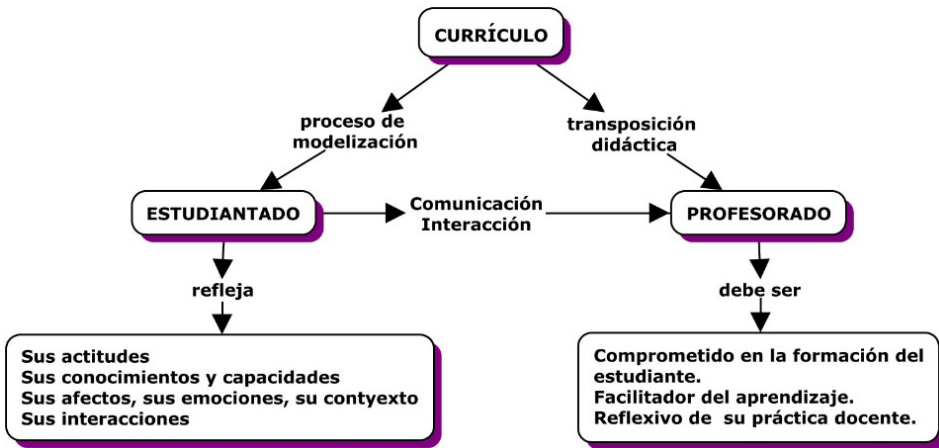 CURRÍCULO
proceso de
modelización
transposición
didáctica
ESTUDIANTADO
Comunicación
Interacción
PROFESORADO
refleja
debe ser
Sus actitudes
Sus conocimientos y capacidades
Sus afectos, sus emociones, su contyexto
Sus interacciones
Comprometido en la formación del
estudiante.
Facilitador del aprendizaje.
Reflexivo de su práctica docente.